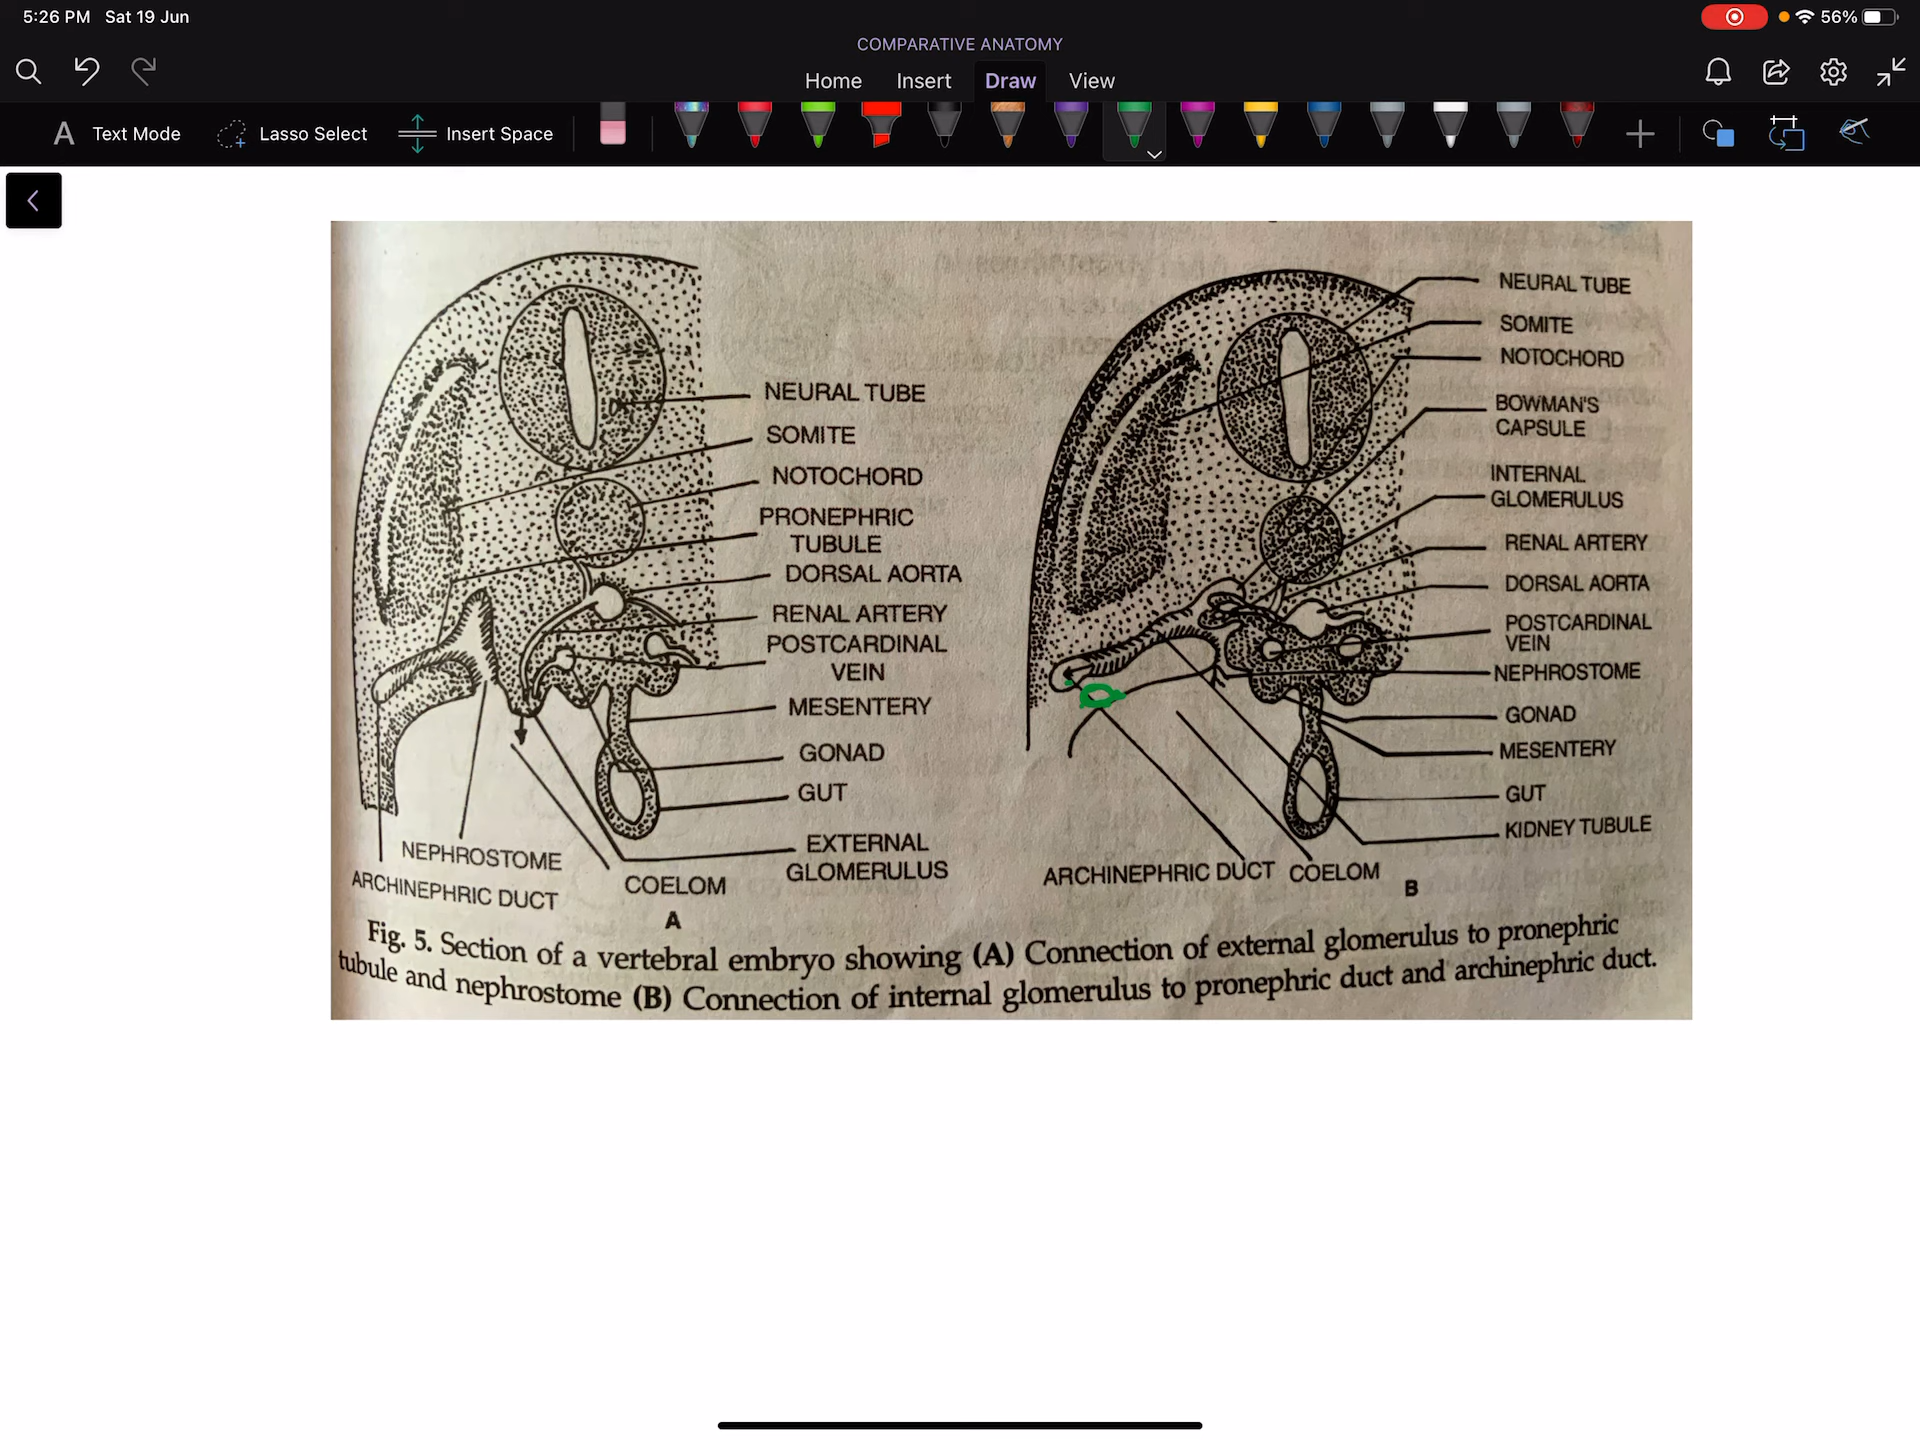 5:26 PM Sat 19 Jun
56%
COMPARATIVE ANATOMY
Home Insert Draw View
Text Mode Lasso Select Insert Space
NEURAL TUBE
SOMITE
NOTOCHORD
PRONEPHRIC
TUBULE
DORSAL AORTA
RENAL ARTERY
POSTCARDINAL
VEIN
MESENTERY
GONAD
GUT
EXTERNAL
GLOMERULUS
NEPHROSTOME
ARCHINEPHRIC DUCT
COELOM
A
NEURAL TUBE
SOMITE
NOTOCHORD
BOWMAN'S
CAPSULE
INTERNAL
GLOMERULUS
RENAL ARTERY
DORSAL AORTA
POSTCARDINAL
VEIN
NEPHROSTOME
GONAD
MESENTERY
GUT
KIDNEY TUBULE
ARCHINEPHRIC DUCT COELOM
B
Fig. 5. Section of a vertebral embryo showing (A) Connection of external glomerulus to pronephric
tubule and nephrostome (B) Connection of internal glomerulus to pronephric duct and archinephric duct.